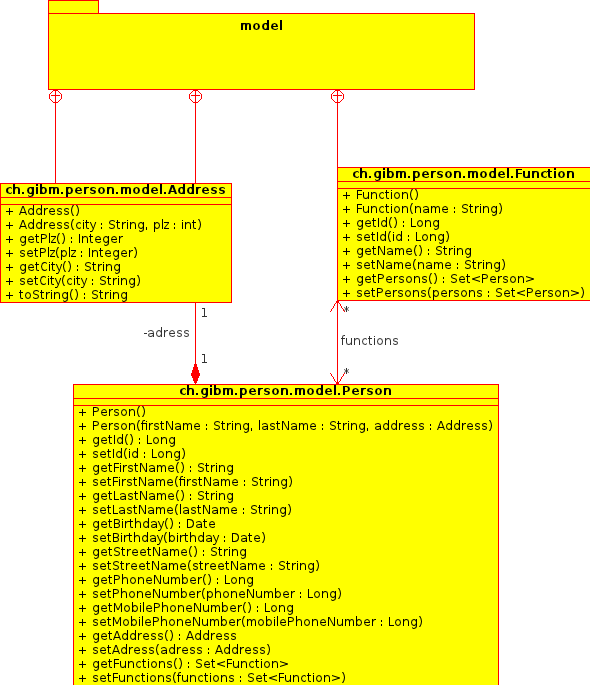 model
ch.gibm.person.model.Address
+ Address()
+ Address(city : String, plz : int)
+ getPlz() : Integer
+ setPlz(plz : Integer)
+ getCity() : String
+ setCity(city : String)
+ toString() : String
ch.gibm.person.model.Function
+ Function()
+ Function(name : String)
+ getId() : Long
+ setId(id : Long)
+ getName() : String
+ setName(name : String)
+ getPersons() : Set<Person>
+ setPersons(persons : Set<Person>)
1
-adress
1
*
functions
*
ch.gibm.person.model.Person
+ Person()
+ Person(firstName : String, lastName : String, address : Address)
+ getId() : Long
+ setId(id : Long)
+ getFirstName() : String
+ setFirstName(firstName : String)
+ getLastName() : String
+ setLastName(lastName : String)
+ getBirthday() : Date
+ setBirthday(birthday : Date)
+ getStreetName() : String
+ setStreetName(streetName : String)
+ getPhoneNumber() : Long
+ setPhoneNumber(phoneNumber : Long)
+ getMobilePhoneNumber() : Long
+ setMobilePhoneNumber(mobilePhoneNumber : Long)
+ getAddress() : Address
+ setAdress(adress : Address)
+ getFunctions() : Set<Function>
+ setFunctions(functions : Set<Function>)